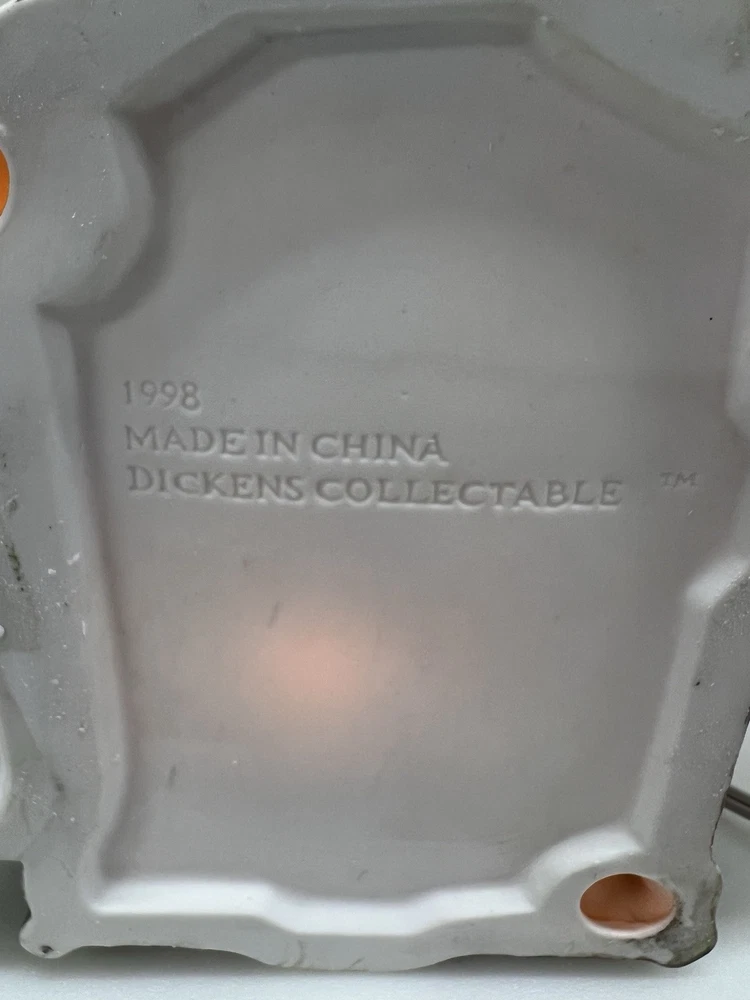 1998
MADE IN CHINA
DICKENS COLLECTABLE ™